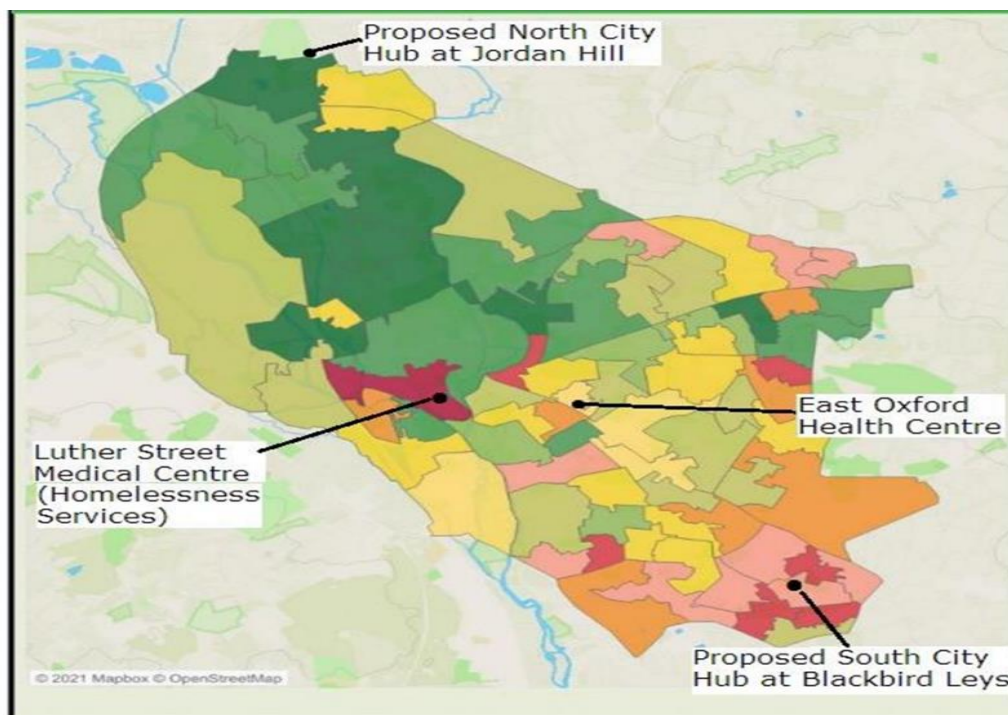 Proposed North City
Hub at Jordan Hill
East Oxford
Health Centre
Luther Street
Medical Centre
(Homelessness
Services)
Proposed South City
Hub at Blackbird Leys
© 2021 Mapbox © OpenStreetMap